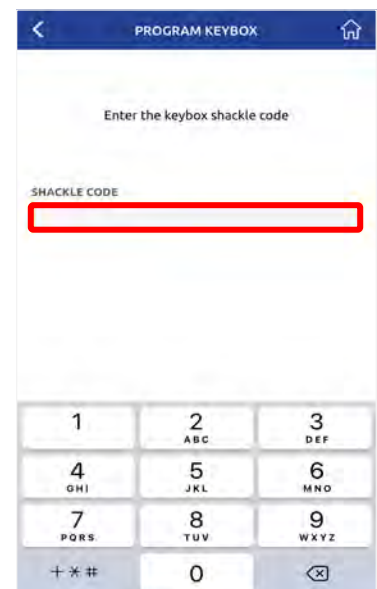 PROGRAM KEYBOX
Enter the keybox shackle code
SHACKLE CODE
1 2 3
ABC DEF
4 5 6
GHI JKL MNO
7 8 9
PQRS TUV WXYZ
+*# 0